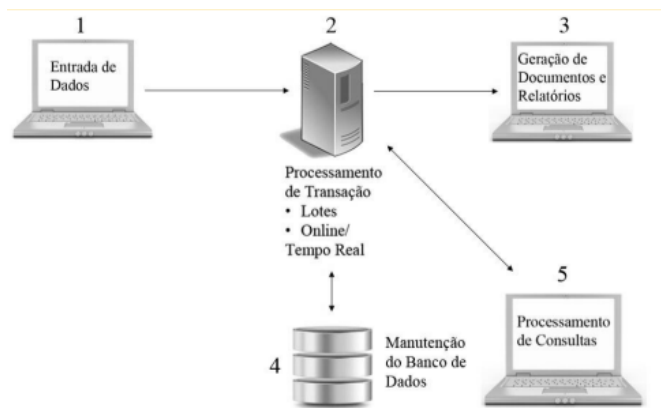 1
Entrada de
Dados
2
Processamento
de Transação
• Lotes
• Online/
Tempo Real
3
Geração de
Documentos e
Relatórios
4
Manutenção
do Banco de
Dados
5
Processamento
de Consultas